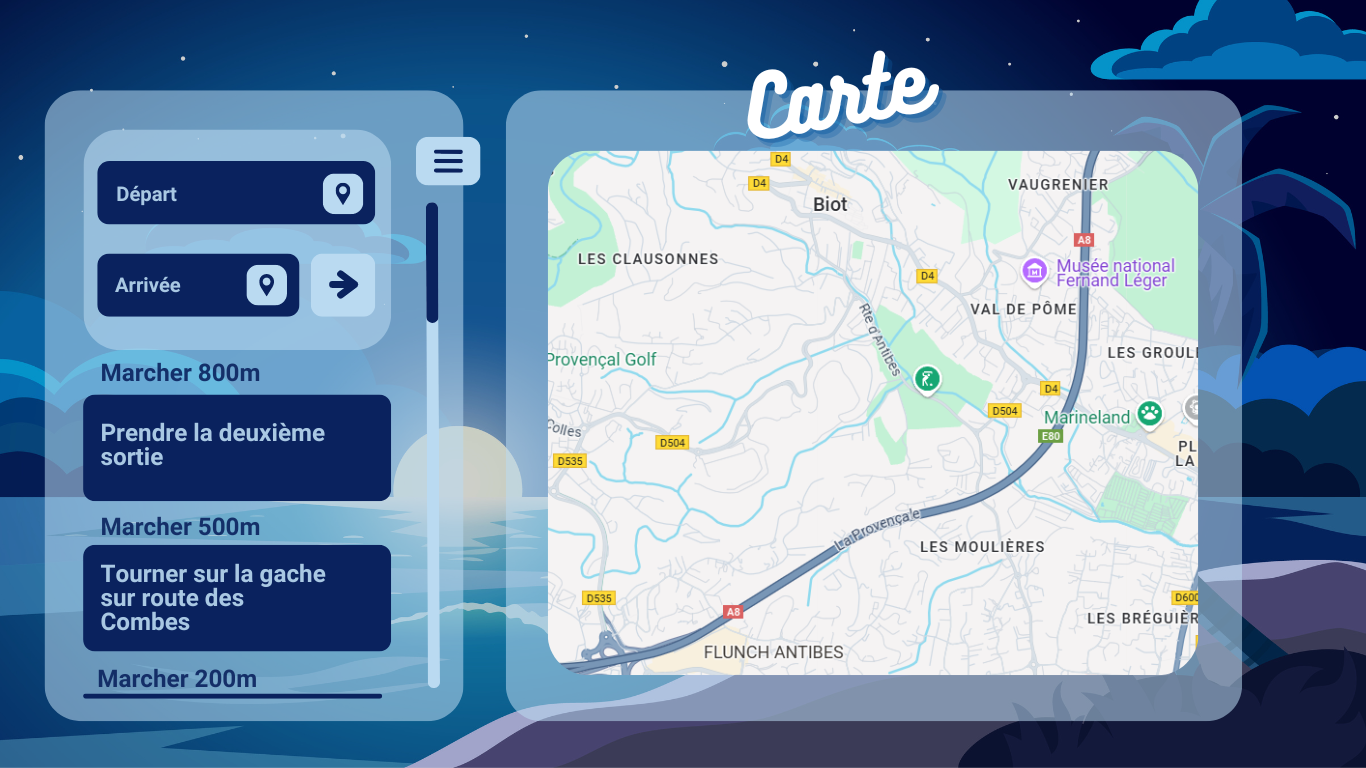 Carte
Départ
Arrivée
Marcher 800m
Prendre la deuxième
sortie
Marcher 500m
Tourner sur la gache
sur route des
Combes
Marcher 200m
D4
D4
VAUGRENIER
Biot
A8
LES CLAUSONNES
Musée national
Fernand Léger
D4
VAL DE PÔME
Rte d'Antibes
LES GROULE
Provençal Golf
D4
D504
Marineland
Colles
D504
E80
PL
LA
D535
La Provençale
LES MOULIÈRES
D535
D600
A8
LES BRÉGUIÈR
FLUNCH ANTIBES